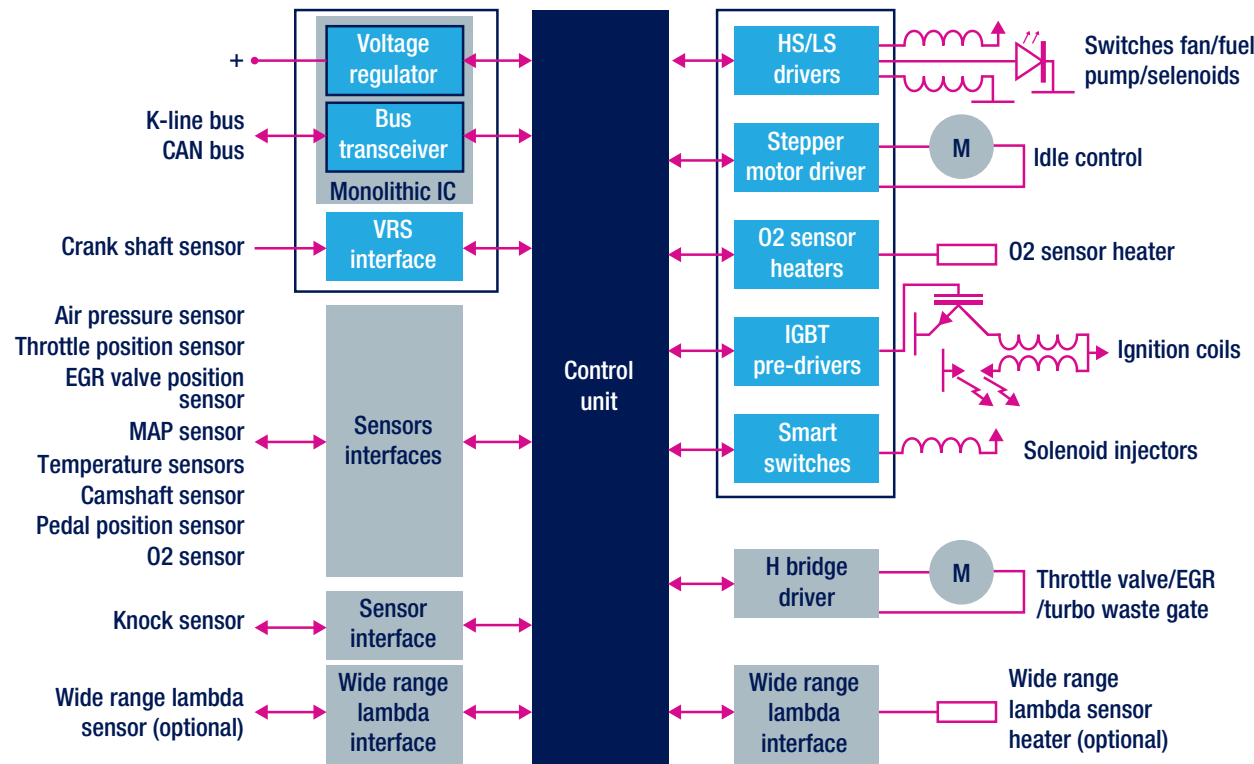 +
Voltage
regulator
K-line bus
CAN bus
Bus
transceiver
Monolithic IC
Crank shaft sensor
VRS
interface
Air pressure sensor
Throttle position sensor
EGR valve position
sensor
MAP sensor
Temperature sensors
Camshaft sensor
Pedal position sensor
O2 sensor
Sensors
interfaces
Knock sensor
Sensor
interface
Wide range lambda
sensor (optional)
Wide range
lambda
interface
Control
unit
HS/LS
drivers
Switches fan/fuel
pump/selenoids
Stepper
motor driver
M
Idle control
O2 sensor
heaters
O2 sensor heater
IGBT
pre-drivers
Ignition coils
Smart
switches
Solenoid injectors
H bridge
driver
M
Throttle valve/EGR
/turbo waste gate
Wide range
lambda
interface
Wide range
lambda sensor
heater (optional)